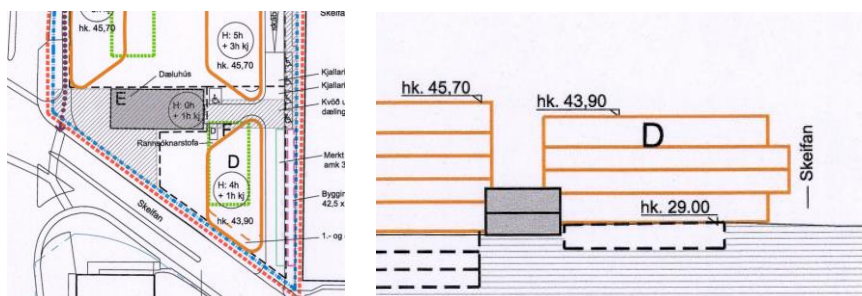 hk. 45,70
H: 5h
+ 3h kj
hk. 45,70
Dæluhús
E
H: 0h
+ 1h kj
Kjallari
Kjallari
Kvöð u
dæling
F
Rannsóknarstofa
D
H: 4h
+ 1h kj
hk. 43,90
Merkt
amk 3
Byggin
42,5 x
1.- og
Skeifan
Skeifan
hk. 45,70
hk. 43,90
D
hk. 29.00
Skeifan